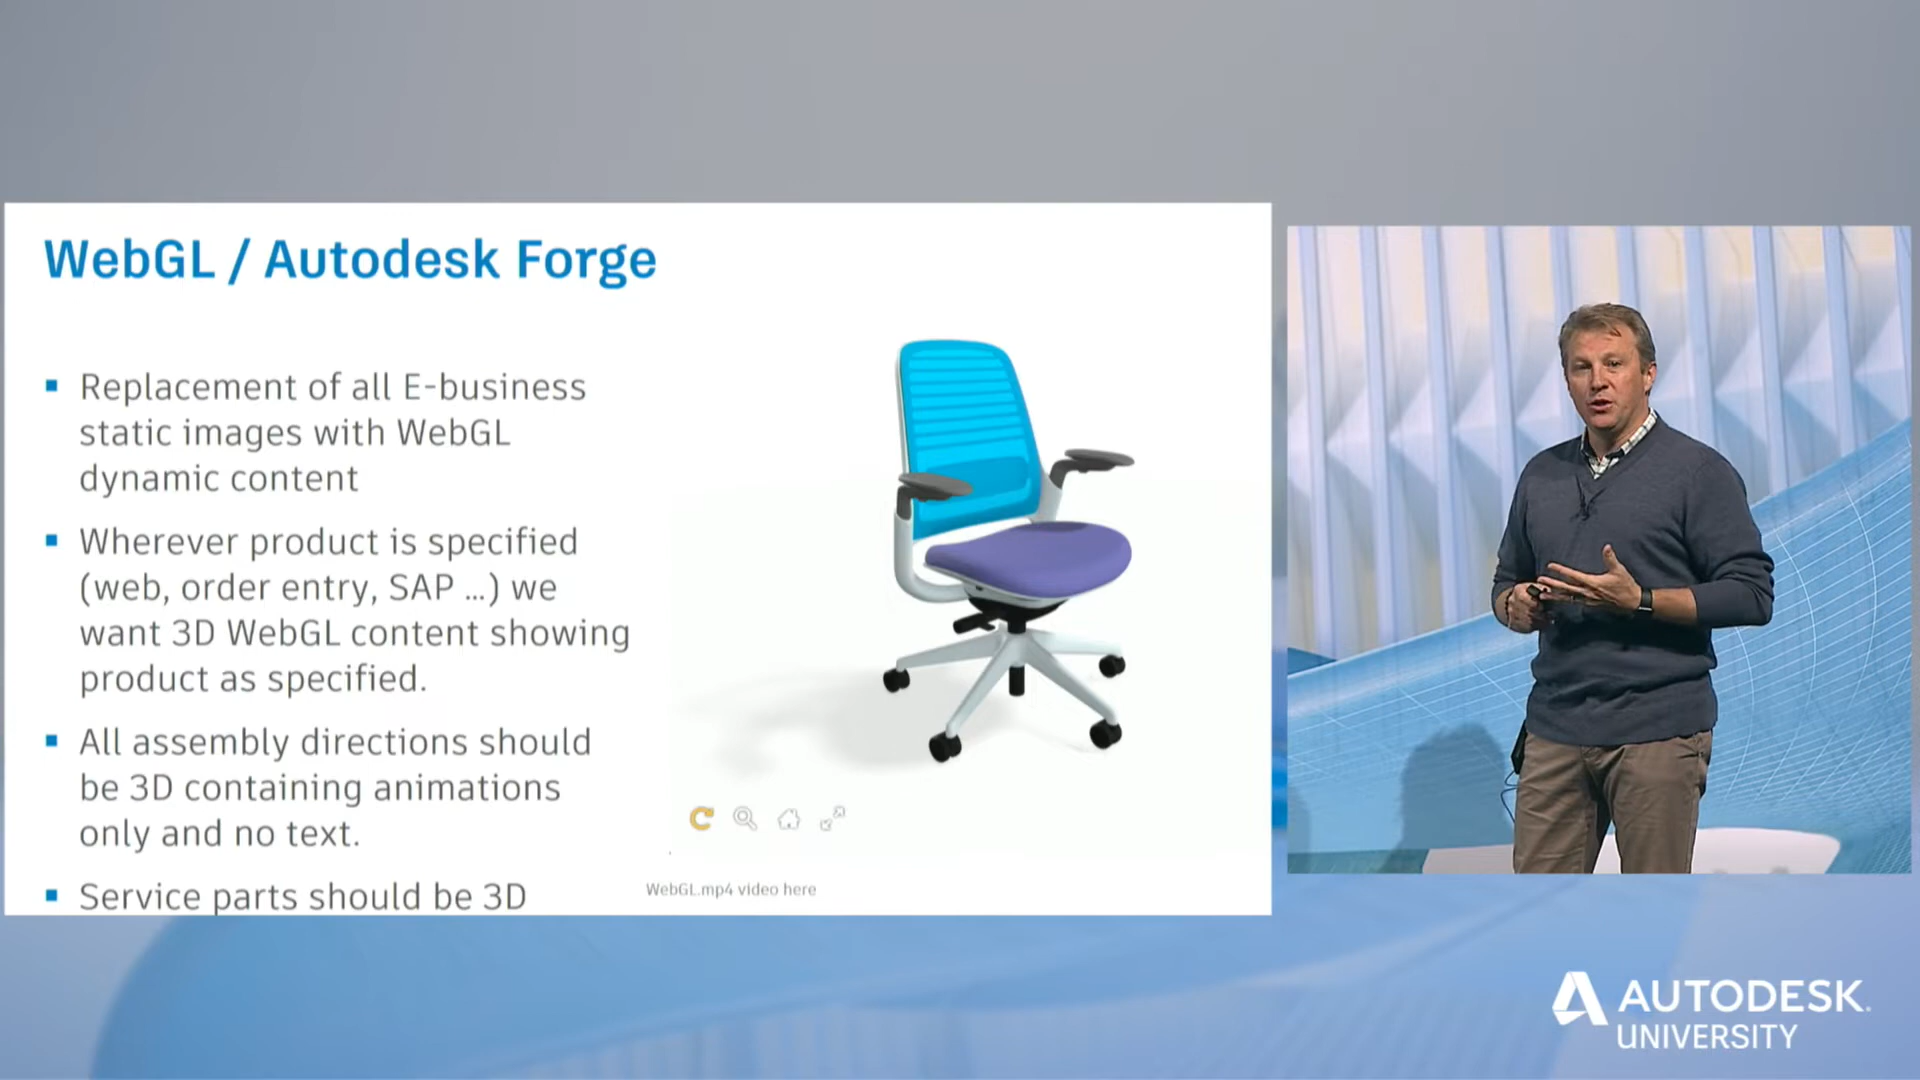 WebGL / Autodesk Forge
▪ Replacement of all E-business
static images with WebGL
dynamic content
▪ Wherever product is specified
(web, order entry, SAP ...) we
want 3D WebGL content showing
product as specified.
▪ All assembly directions should
be 3D containing animations
only and no text.
▪ Service parts should be 3D
WebGL.mp4 video here
AUTODESK®
UNIVERSITY